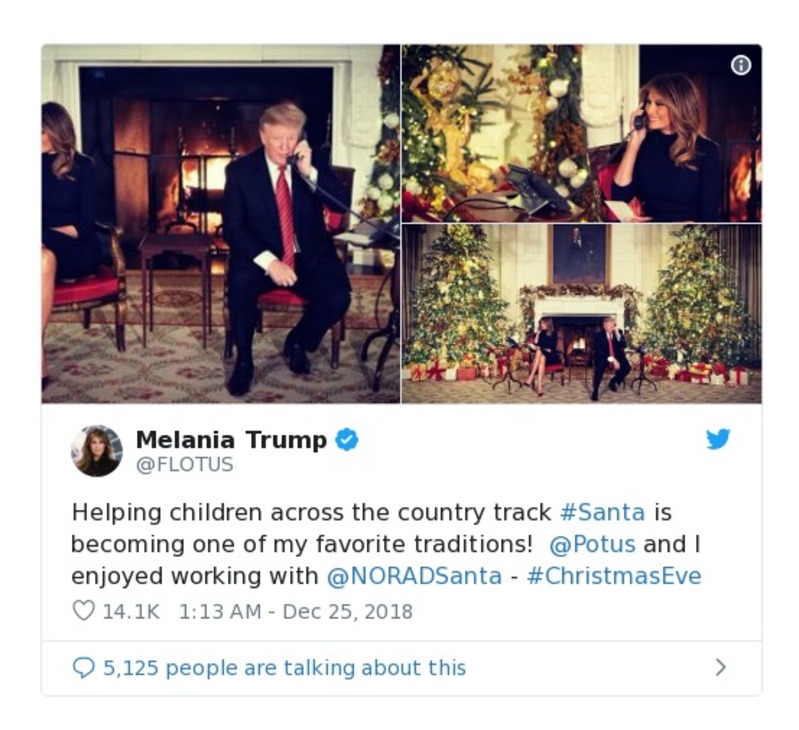 Melania Trump
@FLOTUS
Helping children across the country track #Santa is
becoming one of my favorite traditions!  @Potus and I
enjoyed working with @NORADSanta - #ChristmasEve
14.1K 1:13 AM - Dec 25, 2018
5,125 people are talking about this